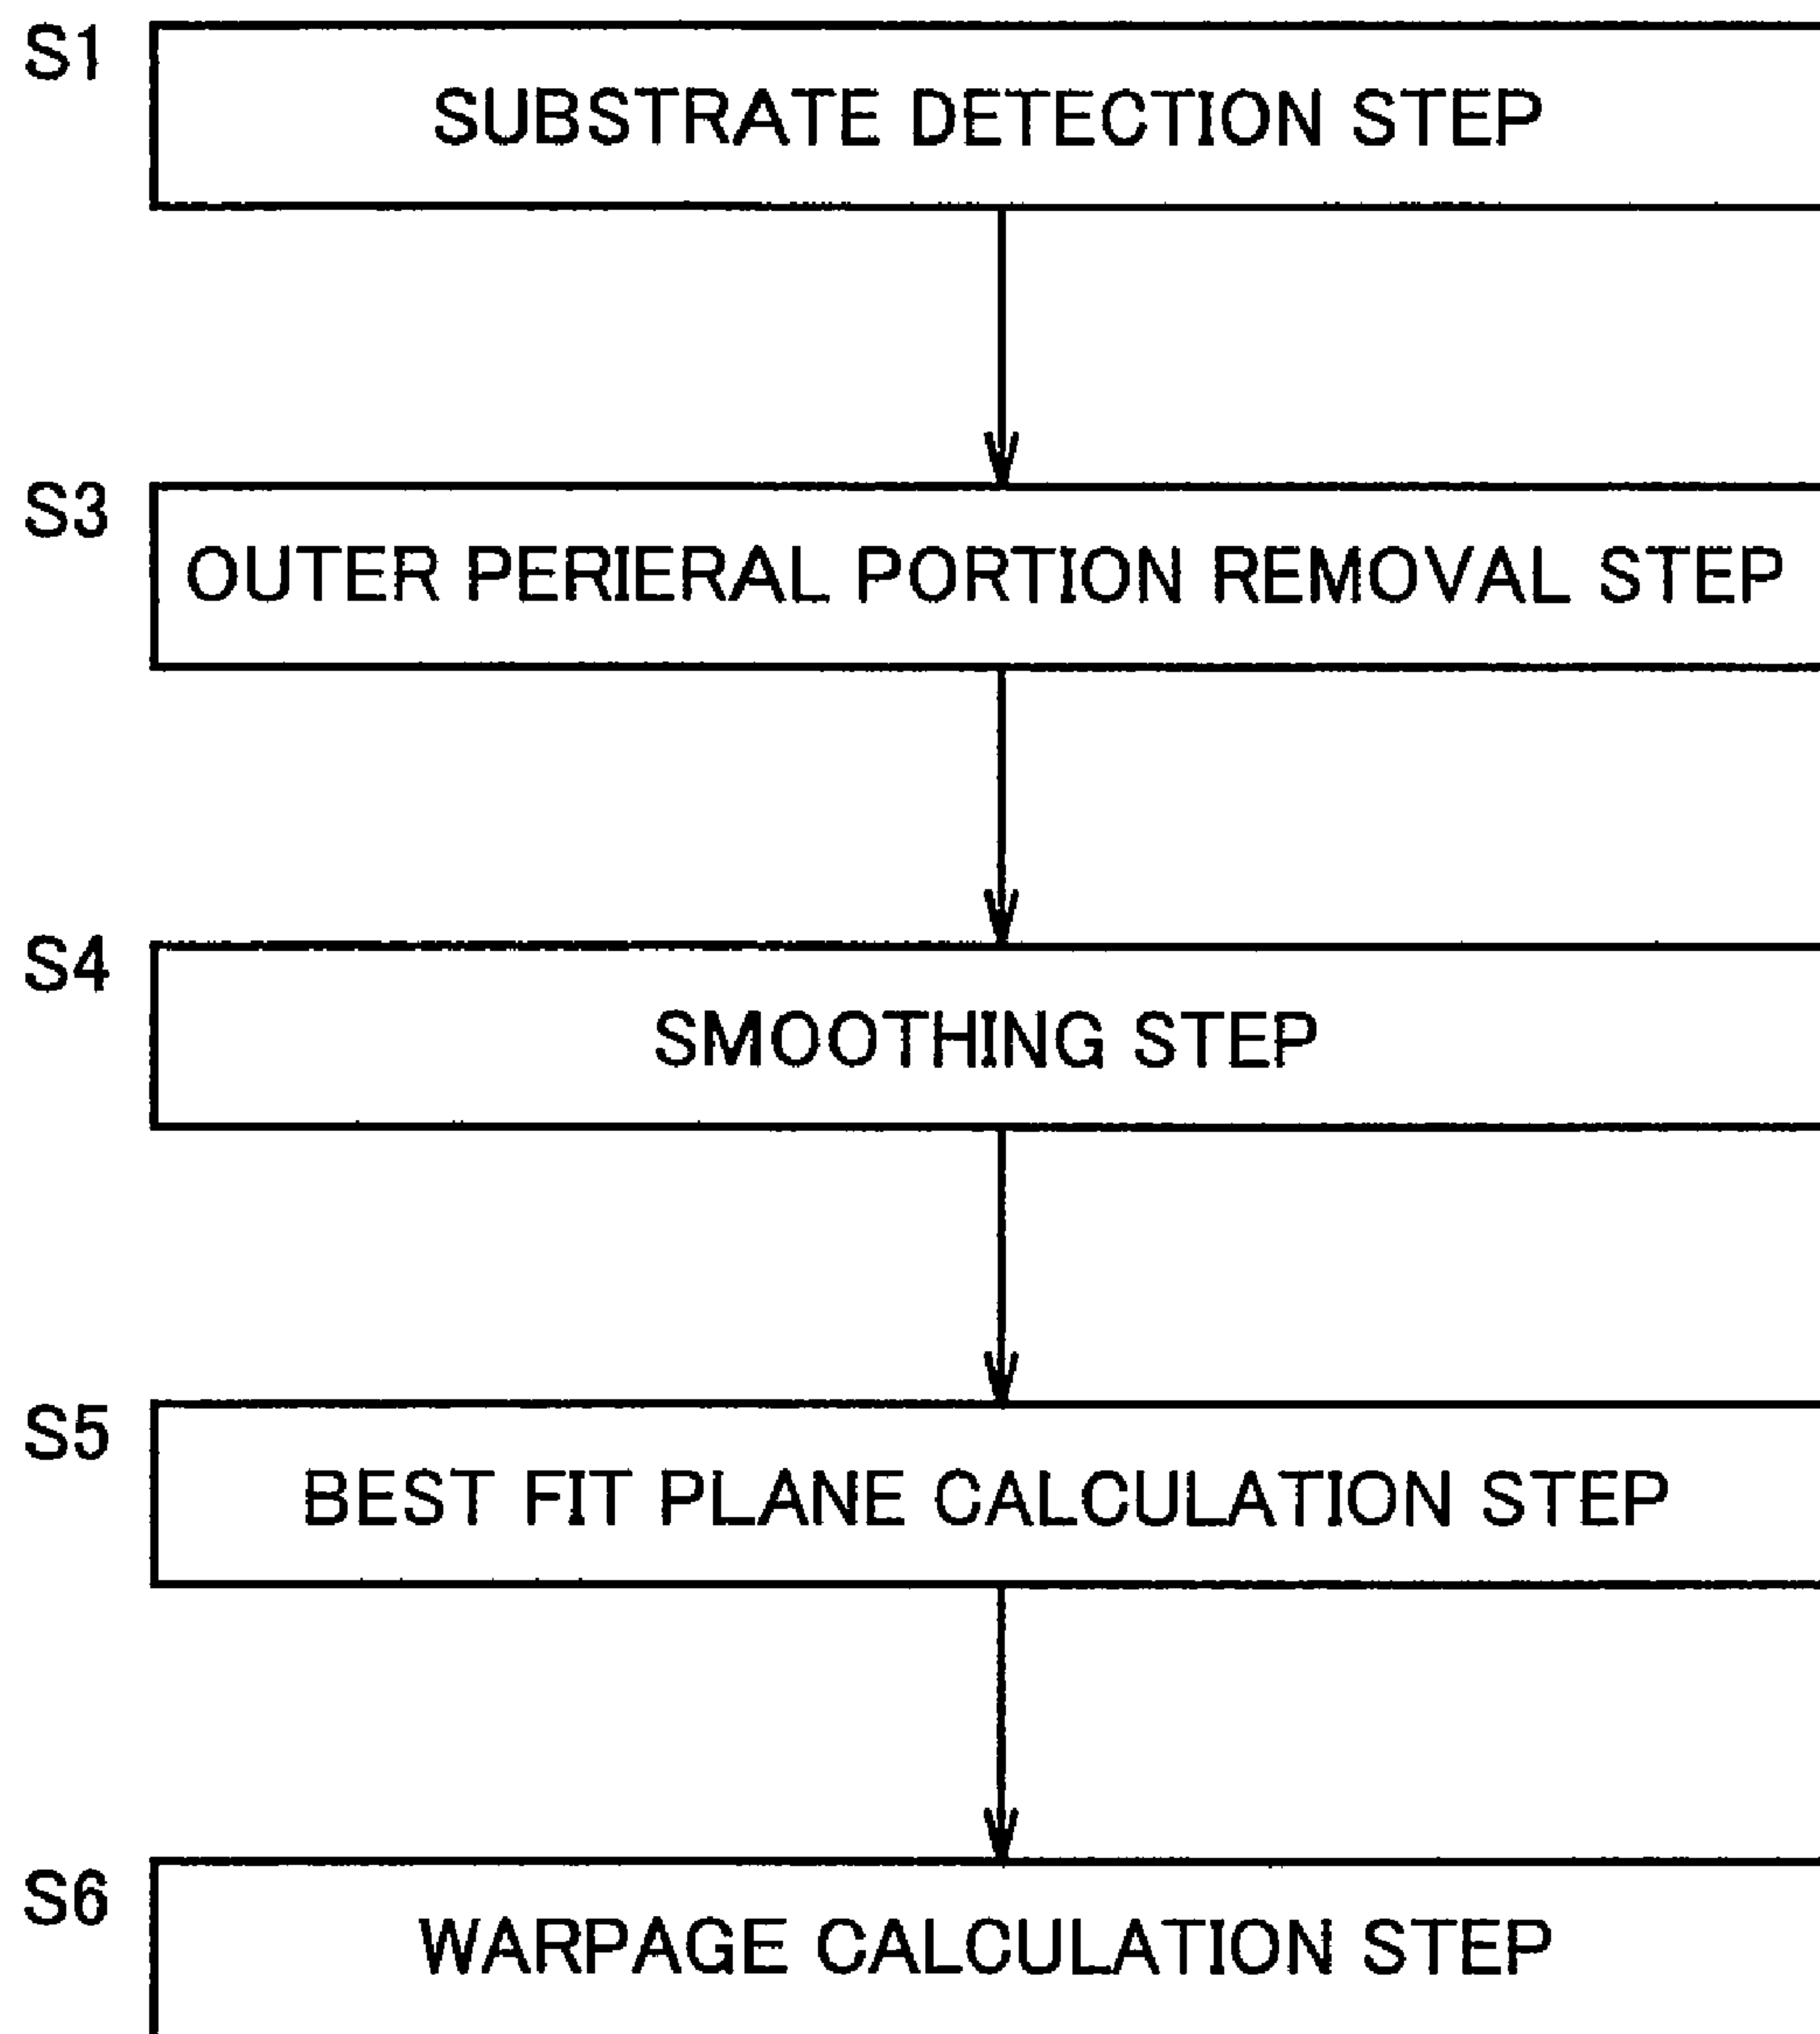 S1
SUBSTRATE DETECTION STEP
S3
OUTER PERIERAL PORTION REMOVAL STEP
S4
SMOOTHING STEP
S5
BEST FIT PLANE CALCULATION STEP
S6
WARPAGE CALCULATION STEP